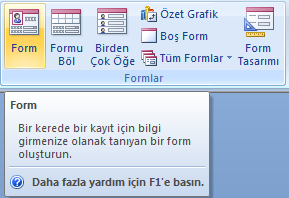 Form
Formu Böl
Birden Çok Öğe
Özet Grafik
Boş Form
Tüm Formlar
Form Tasarımı
Formlar
Form
Bir kerede bir kayıt için bilgi
girmenize olanak tanıyan bir form
oluşturun.
Daha fazla yardım için F1'e basın.